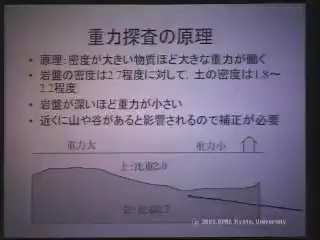 重力探査の原理
• 原理:密度が大きい物質ほど大きな重力が働く
• 岩盤の密度は2.7程度に対して,土の密度は1.8～
2.2程度
• 岩盤が深いほど重力が小さい
• 近くに山や谷があると影響されるので補正が必要
重力大 重力小
土:比重2.0
Kyoto University